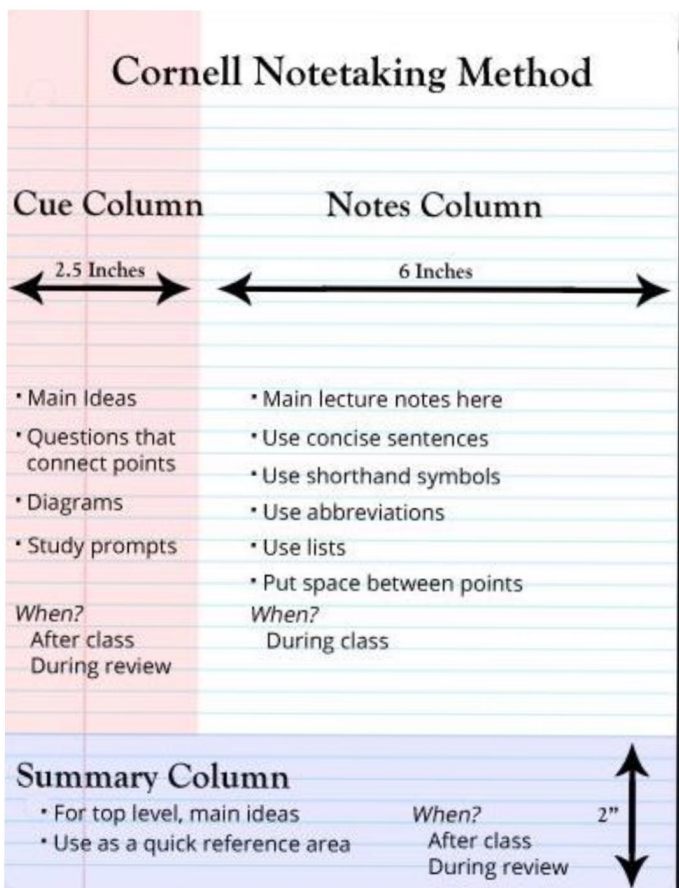 Cornell Notetaking Method
Cue Column
2.5 Inches
• Main Ideas
• Questions that
connect points
• Diagrams
• Study prompts
When?
After class
During review
Notes Column
6 Inches
• Main lecture notes here
• Use concise sentences
• Use shorthand symbols
• Use abbreviations
• Use lists
• Put space between points
When?
During class
Summary Column
• For top level, main ideas
• Use as a quick reference area
When?
After class
During review
2”